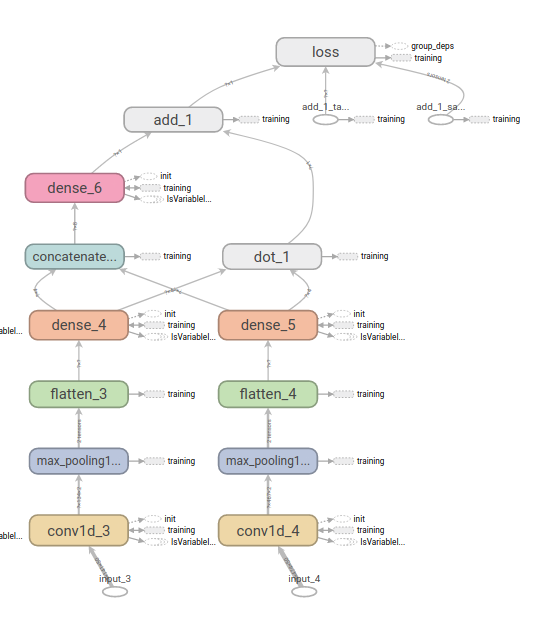 loss
group_deps
training
add_1_ta...
add_1_sa...
add_1
training
training
training
dense_6
init
training
IsVariablel...
concatenate...
training
dot_1
training
dense_4
init
training
IsVariablel...
dense_5
init
training
IsVariablel...
flatten_3
training
flatten_4
training
max_pooling1...
training
max_pooling1...
training
conv1d_3
init
training
IsVariablel...
conv1d_4
init
training
IsVariablel...
input_3
input_4